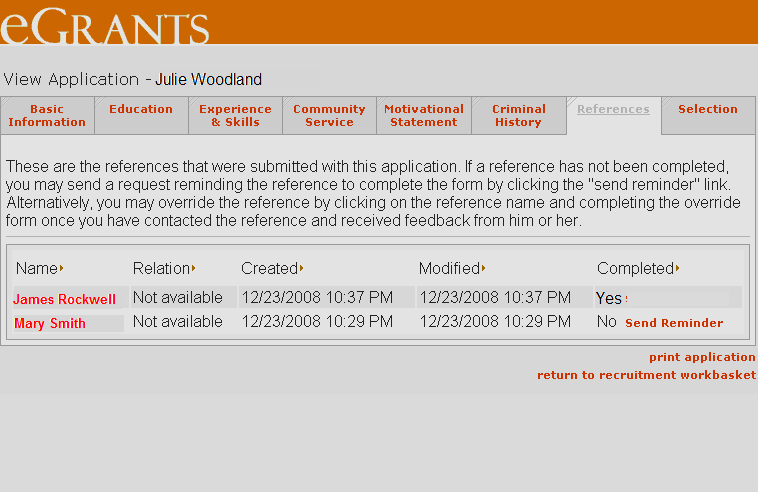 eGRANTS
View Application - Julie Woodland
Basic Information
Education
Experience & Skills
Community Service
Motivational Statement
Criminal History
References
Selection
These are the references that were submitted with this application. If a reference has not been completed,
you may send a request reminding the reference to complete the form by clicking the "send reminder" link.
Alternatively, you may override the reference by clicking on the reference name and completing the override
form once you have contacted the reference and received feedback from him or her.
Name Relation Created Modified Completed
James Rockwell Not available 12/23/2008 10:37 PM 12/23/2008 10:37 PM Yes
Mary Smith Not available 12/23/2008 10:29 PM 12/23/2008 10:29 PM No Send Reminder
print application
return to recruitment workbasket